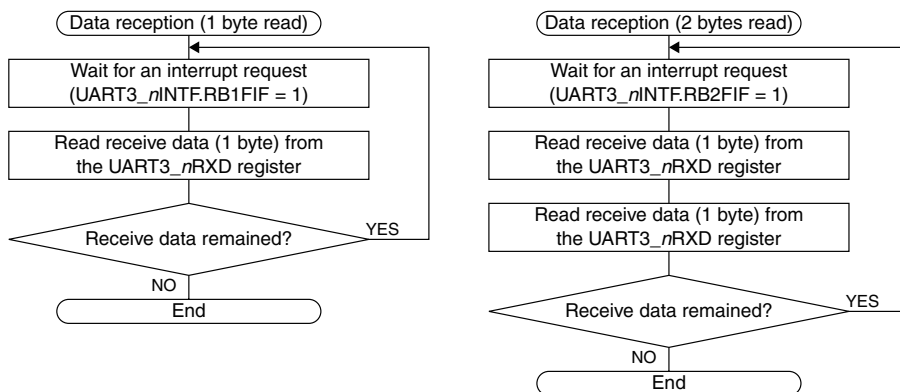 Data reception (1 byte read)
Wait for an interrupt request
(UART3_nINTF.RB1FIF = 1)
Read receive data (1 byte) from
the UART3_nRXD register
Receive data remained?
YES
NO
End
Data reception (2 bytes read)
Wait for an interrupt request
(UART3_nINTF.RB2FIF = 1)
Read receive data (1 byte) from
the UART3_nRXD register
Read receive data (1 byte) from
the UART3_nRXD register
Receive data remained?
YES
NO
End